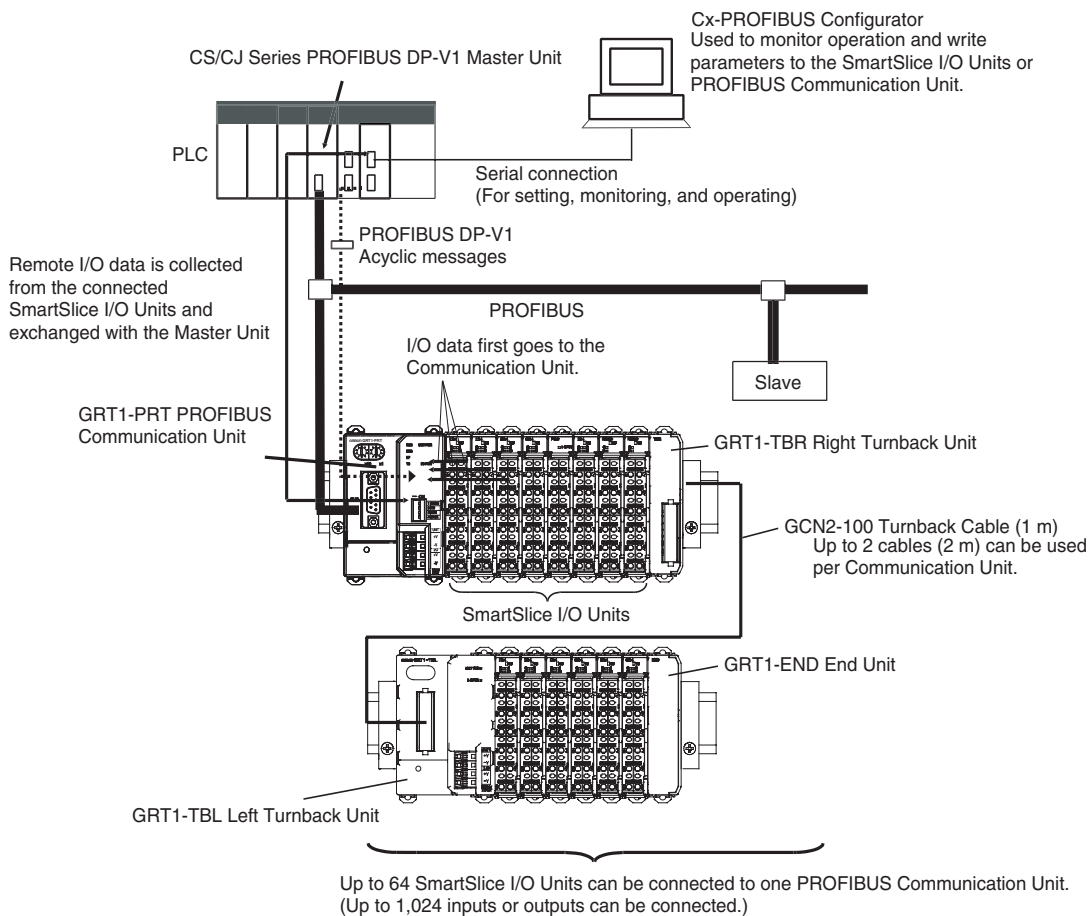 Cx-PROFIBUS Configurator
Used to monitor operation and write
parameters to the SmartSlice I/O Units or
PROFIBUS Communication Unit.
CS/CJ Series PROFIBUS DP-V1 Master Unit
PLC
Serial connection
(For setting, monitoring, and operating)
PROFIBUS DP-V1
Acyclic messages
Remote I/O data is collected
from the connected
SmartSlice I/O Units and
exchanged with the Master Unit
PROFIBUS
I/O data first goes to the
Communication Unit.
Slave
GRT1-PRT PROFIBUS
Communication Unit
GRT1-TBR Right Turnback Unit
GCN2-100 Turnback Cable (1 m)
Up to 2 cables (2 m) can be used
per Communication Unit.
SmartSlice I/O Units
GRT1-END End Unit
GRT1-TBL Left Turnback Unit
Up to 64 SmartSlice I/O Units can be connected to one PROFIBUS Communication Unit.
(Up to 1,024 inputs or outputs can be connected.)